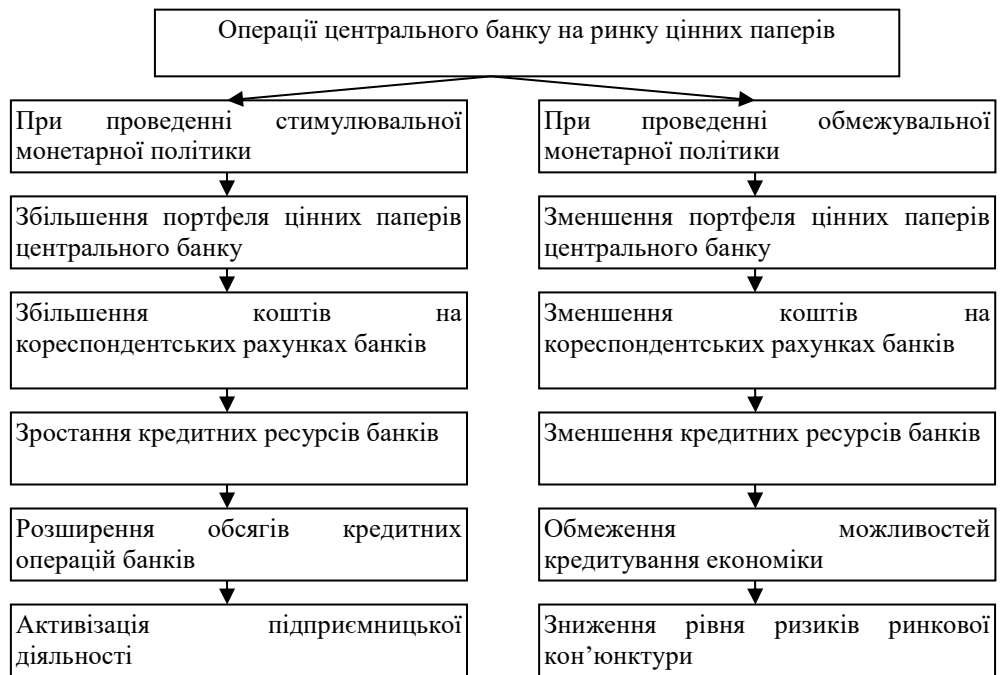 Операції центрального банку на ринку цінних паперів
При проведенні стимулювальної
монетарної політики
Збільшення портфеля цінних паперів
центрального банку
Збільшення коштів на
кореспондентських рахунках банків
Зростання кредитних ресурсів банків
Розширення обсягів кредитних
операцій банків
Активізація підприємницької
діяльності
При проведенні обмежувальної
монетарної політики
Зменшення портфеля цінних паперів
центрального банку
Зменшення коштів на
кореспондентських рахунках банків
Зменшення кредитних ресурсів банків
Обмеження можливостей
кредитування економіки
Зниження рівня ризиків ринкової
кон’юнктури